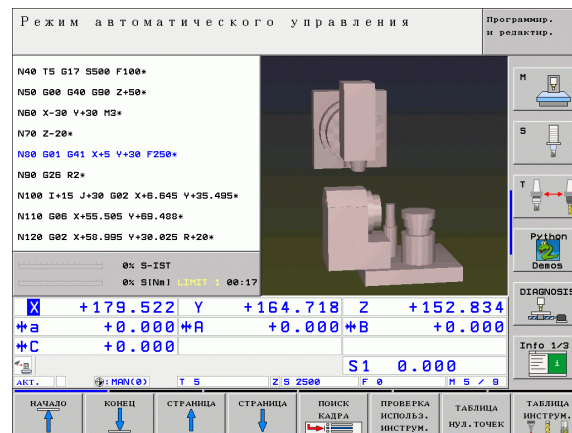 Режим автоматического управления
Программир.
и редактир.
N40 T5 G17 S500 F100*
N50 G00 G40 G90 Z+50*
N60 X-30 Y+30 M3*
N70 Z-20*
N80 G01 G41 X+5 Y+30 F250*
N90 G26 R2*
N100 I+15 J+30 G02 X+6.645 Y+35.495*
N110 G06 X+55.505 Y+69.488*
N120 G02 X+58.995 Y+30.025 R+20*
0% S-IST
0% S[Nm] LIMIT 1 00:17
X +179.522 Y +164.718 Z +152.834
a +0.000 A +0.000 B +0.000
C +0.000
S1 0.000
АКТ. : MAN(0) T 5 Z S 2500 F 0 M 5 / 9
M
S
T
Python
Demos
DIAGNOSIS
Info 1/3
НАЧАЛО
КОНЕЦ
СТРАНИЦА
СТРАНИЦА
ПОИСК
КАДРА
ПРОВЕРКА
ИСПОЛЬЗ.
ИНСТРУМ.
ТАБЛИЦА
НУЛ.ТОЧЕК
ТАБЛИЦА
ИНСТРУМ.